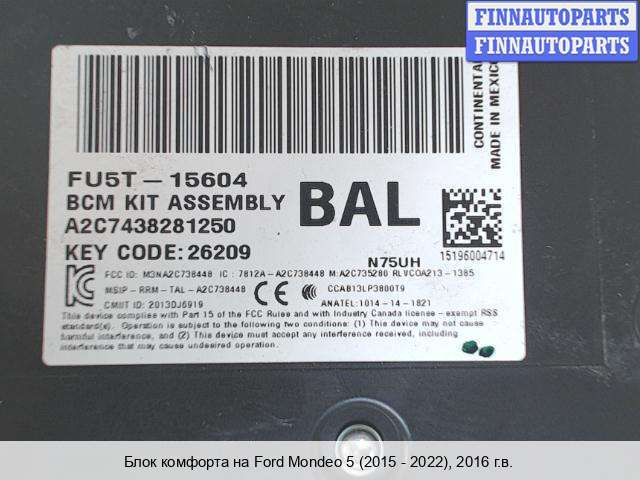 FINNAUTOPARTS
FINNAUTOPARTS
CONTINENTAL
MADE IN MEXICO
FU5T-15604
BCM KIT ASSEMBLY
BAL
A2C7438281250
KEY CODE:26209
N75UH
15196004714
FCC ID: M3NA2C738448 IC : 7812A-A2C738448 M:A2C735280 RLVCOA213-1385
MSIP-RRM-TAL-A2C738448
CCAB13LP3800T9
CMIIT ID: 2013DJ6919
ANATEL:1014-14-1821
This device complies with Part 15 of the FCC Rules and with Industry Canada license - exempt RSS
standard(s). Operation is subject to the following two conditions: (1) This device may not cause
harmful interference, and (2) This device must accept any interference received, including
interference that may cause undesired operation.
Блок комфорта на Ford Mondeo 5 (2015 - 2022), 2016 г.в.